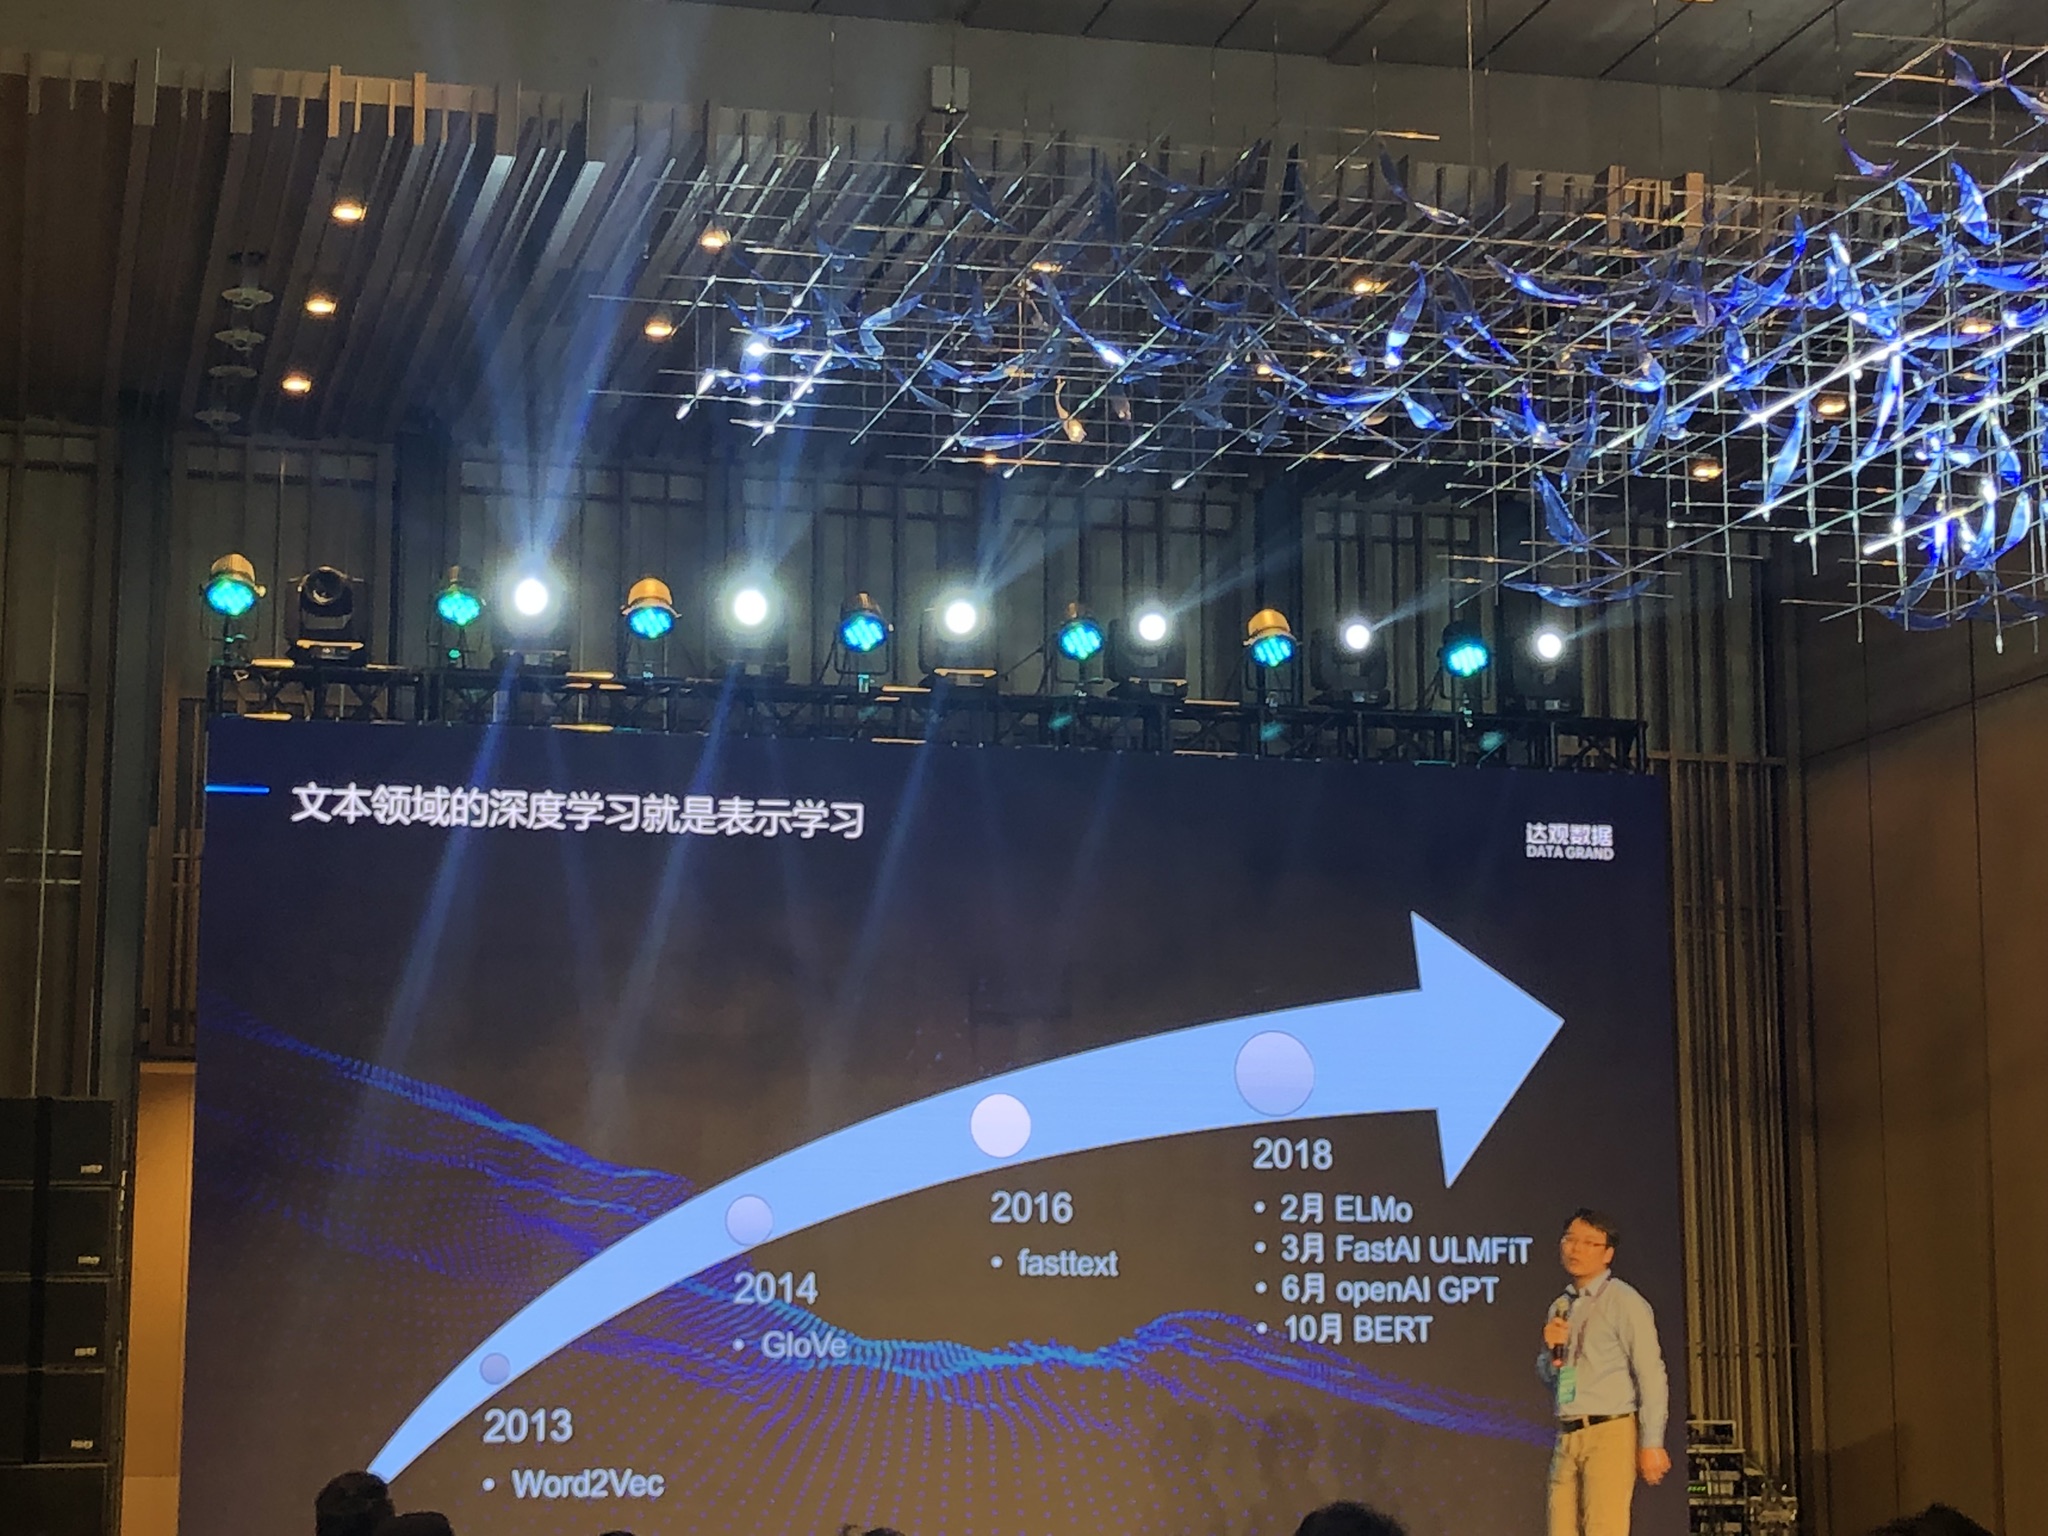 文本领域的深度学习就是表示学习
达观数据
DATA GRAND
2013
• Word2Vec
2014
• GloVe
2016
• fasttext
2018
• 2月 ELMo
• 3月 FastAI ULMFiT
• 6月 openAI GPT
• 10月 BERT